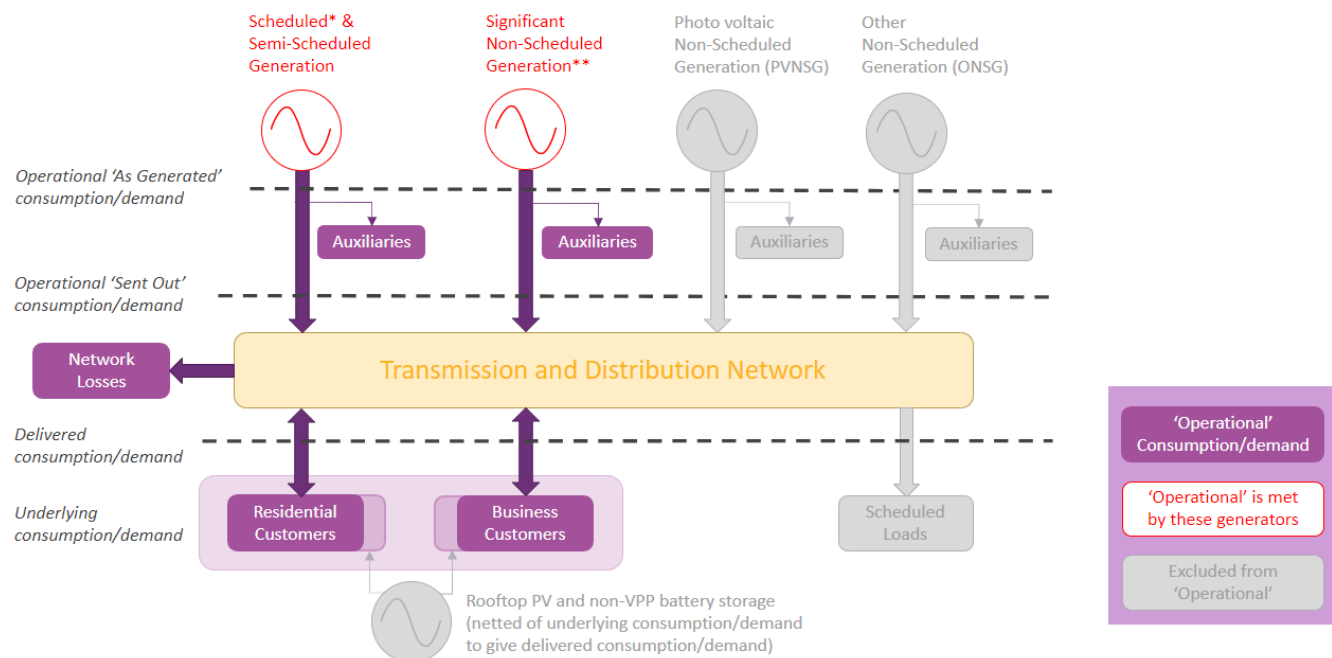 Scheduled* &
Semi-Scheduled
Generation
Significant
Non-Scheduled
Generation**
Photo voltaic
Non-Scheduled
Generation (PVNSG)
Other
Non-Scheduled
Generation (ONSG)
Operational ‘As Generated’
consumption/demand
Auxiliaries
Auxiliaries
Auxiliaries
Auxiliaries
Operational ‘Sent Out’
consumption/demand
Network
Losses
Transmission and Distribution Network
Delivered
consumption/demand
Underlying
consumption/demand
Residential
Customers
Business
Customers
Scheduled
Loads
Rooftop PV and non-VPP battery storage
(netted of underlying consumption/demand
to give delivered consumption/demand)
‘Operational’
Consumption/demand
‘Operational’ is met
by these generators
Excluded from
‘Operational’